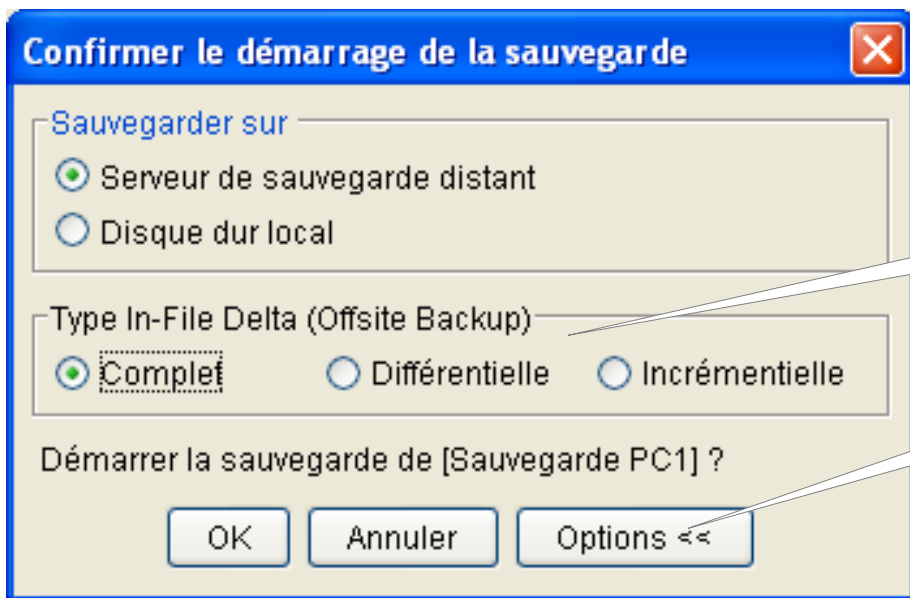 Confirmer le démarrage de la sauvegarde
Sauvegarder sur
Serveur de sauvegarde distant
Disque dur local
Type In-File Delta (Offsite Backup)
Complet Différentielle Incrémentielle
Démarrer la sauvegarde de [Sauvegarde PC1] ?
OK Annuler Options <<